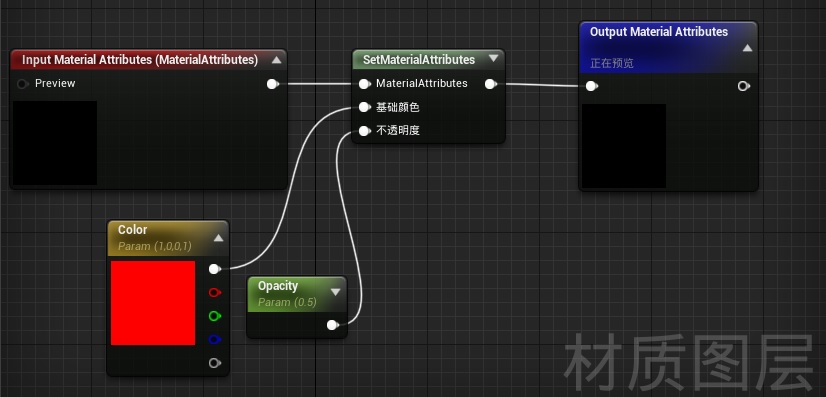 Input Material Attributes (MaterialAttributes)
Preview
SetMaterialAttributes
MaterialAttributes
基础颜色
不透明度
Output Material Attributes
正在预览
Color
Param (1,0,0,1)
Opacity
Param (0.5)
材质图层